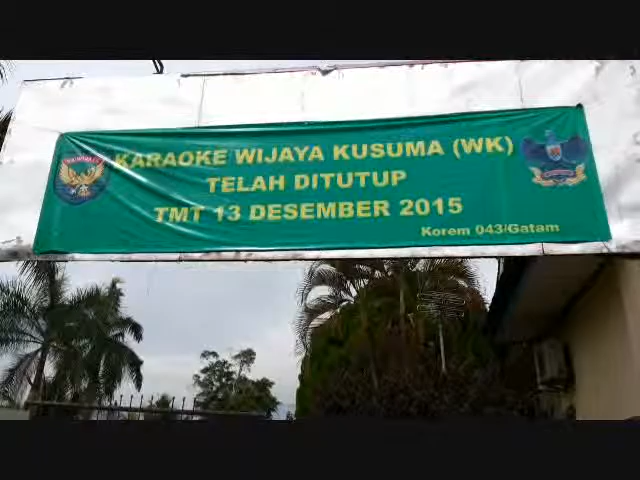 KARAOKE WIJAYA KUSUMA (WK)
TELAH DITUTUP
TMT 13 DESEMBER 2015
Korem 043/Gatam